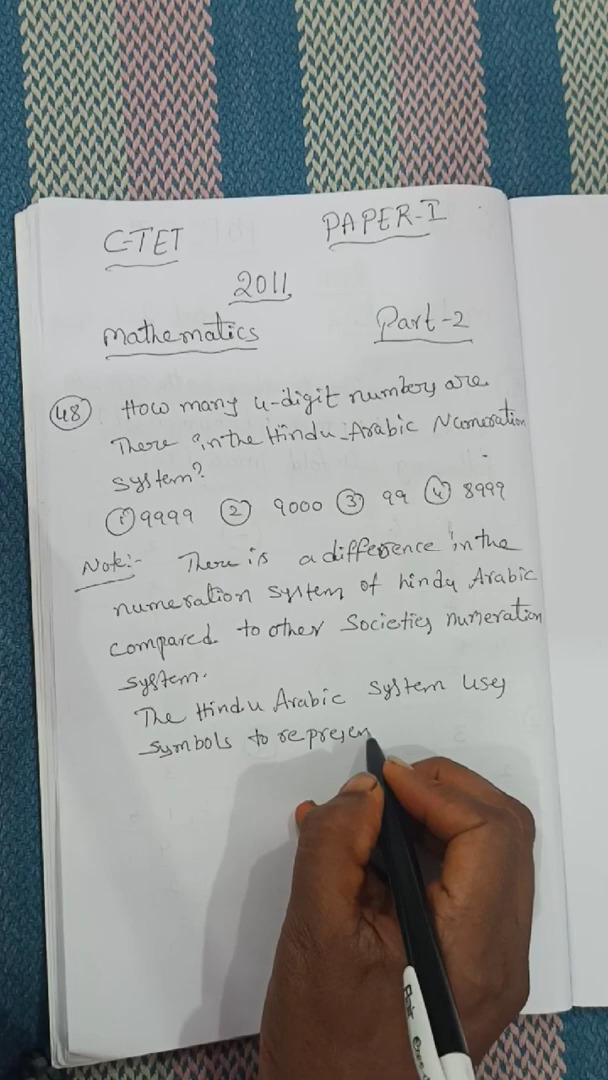 C-TET PAPER-I
2011
Mathematics Part-2
48 How many 4-digit numbers are
There in the Hindu-Arabic Numeration
system?
1 9999 2 9000 3 99 4 8999
Note:- There is a difference in the
numeration system of hindu Arabic
compared to other Societies numeration
system.
The Hindu Arabic system uses
symbols to represen